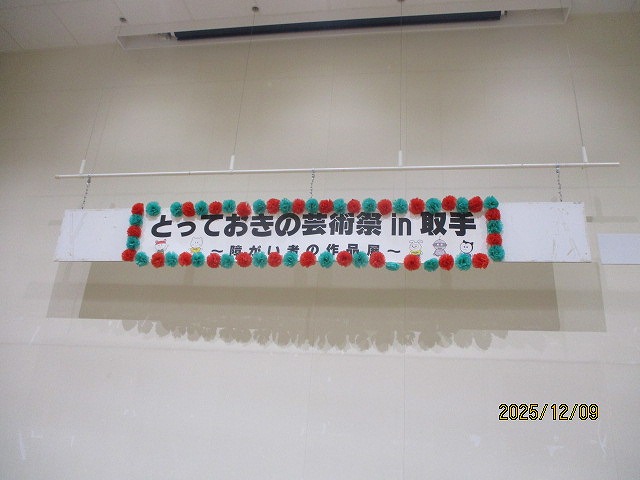 とっておきの芸術祭 in 取手
～障がい者の作品展～
2025/12/09